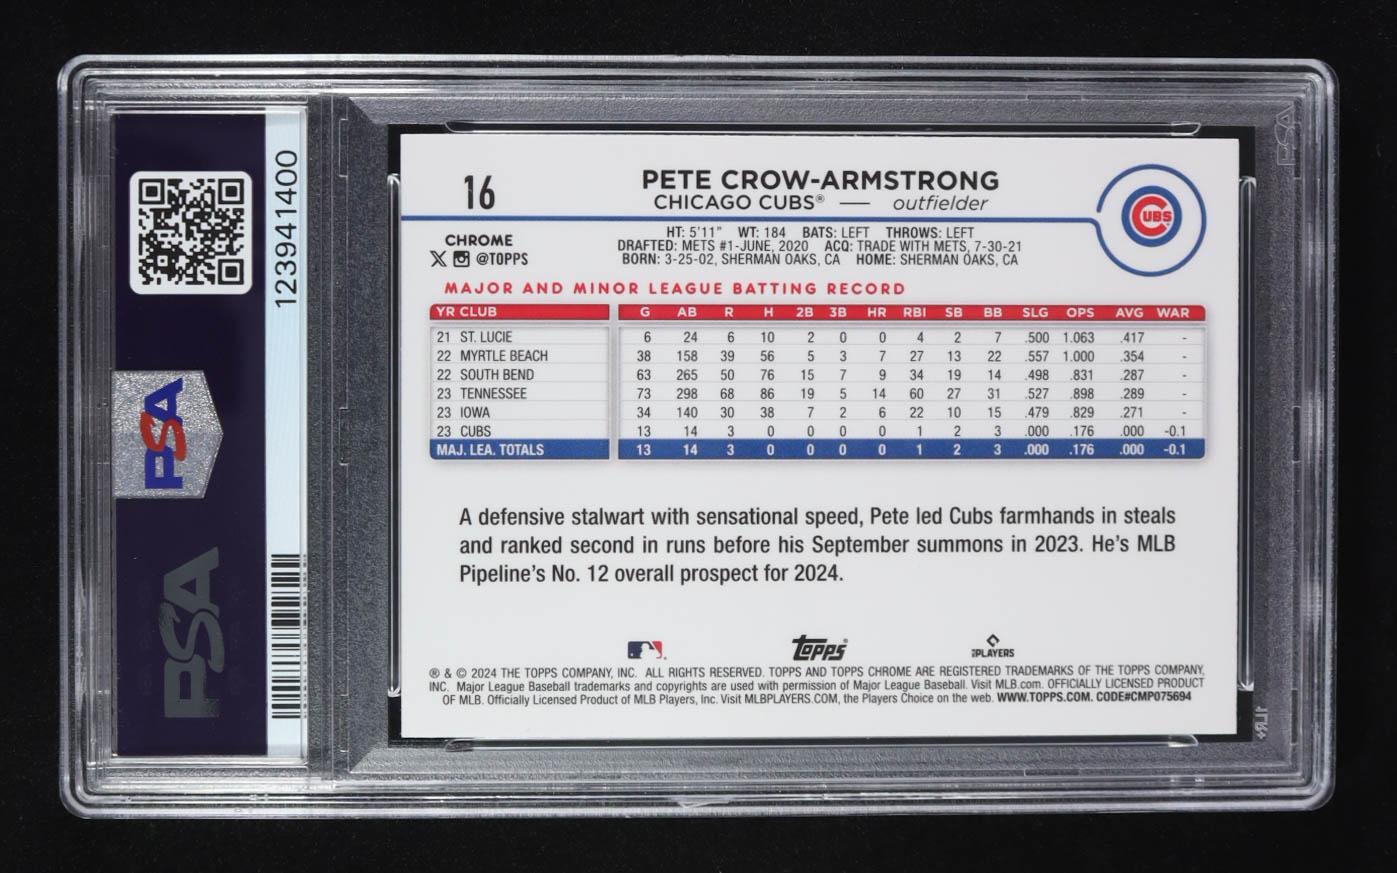 16
PETE CROW-ARMSTRONG
CHICAGO CUBS® — outfielder
CUBS
CHROME
@TOPPS
HT: 5'11" WT: 184 BATS: LEFT THROWS: LEFT
DRAFTED: METS #1-JUNE, 2020 ACQ: TRADE WITH METS, 7-30-21
BORN: 3-25-02, SHERMAN OAKS, CA HOME: SHERMAN OAKS, CA
MAJOR AND MINOR LEAGUE BATTING RECORD
YR CLUB G AB R H 2B 3B HR RBI SB BB SLG OPS AVG WAR
21 ST. LUCIE 6 24 6 10 2 0 0 4 2 7 .500 1.063 .417 -
22 MYRTLE BEACH 38 158 39 56 5 3 7 27 13 22 .557 1.000 .354 -
22 SOUTH BEND 63 265 50 76 15 7 9 34 19 14 .498 .831 .287 -
23 TENNESSEE 73 298 68 86 19 5 14 60 27 31 .527 .898 .289 -
23 IOWA 34 140 30 38 7 2 6 22 10 15 .479 .829 .271 -
23 CUBS 13 14 3 0 0 0 0 1 2 3 .000 .176 .000 -0.1
MAJ. LEA. TOTALS 13 14 3 0 0 0 0 1 2 3 .000 .176 .000 -0.1
A defensive stalwart with sensational speed, Pete led Cubs farmhands in steals
and ranked second in runs before his September summons in 2023. He's MLB
Pipeline's No. 12 overall prospect for 2024.
TOPPS®
PLAYERS
® & © 2024 THE TOPPS COMPANY, INC. ALL RIGHTS RESERVED. TOPPS AND TOPPS CHROME ARE REGISTERED TRADEMARKS OF THE TOPPS COMPANY,
INC. Major League Baseball trademarks and copyrights are used with permission of Major League Baseball. Visit MLB.com. OFFICIALLY LICENSED PRODUCT
OF MLB. Officially Licensed Product of MLB Players, Inc. Visit MLBPLAYERS.COM, the Players Choice on the web. WWW.TOPPS.COM. CODE#CMP075694
123941400
PSA
PSA
PSA